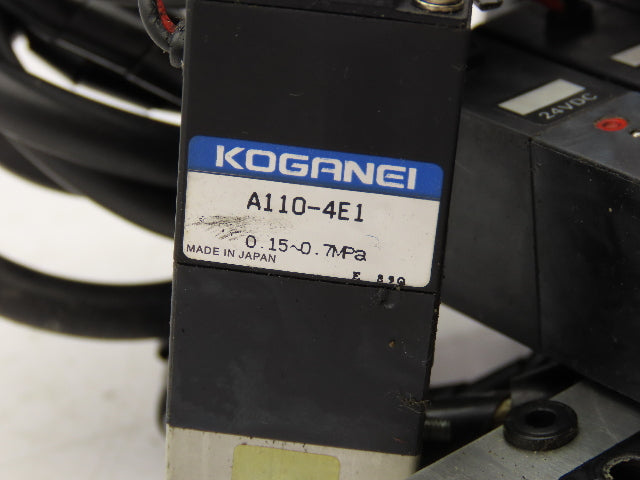 24VDC
KOGANEI
A110-4E1
0.15~0.7MPa
MADE IN JAPAN